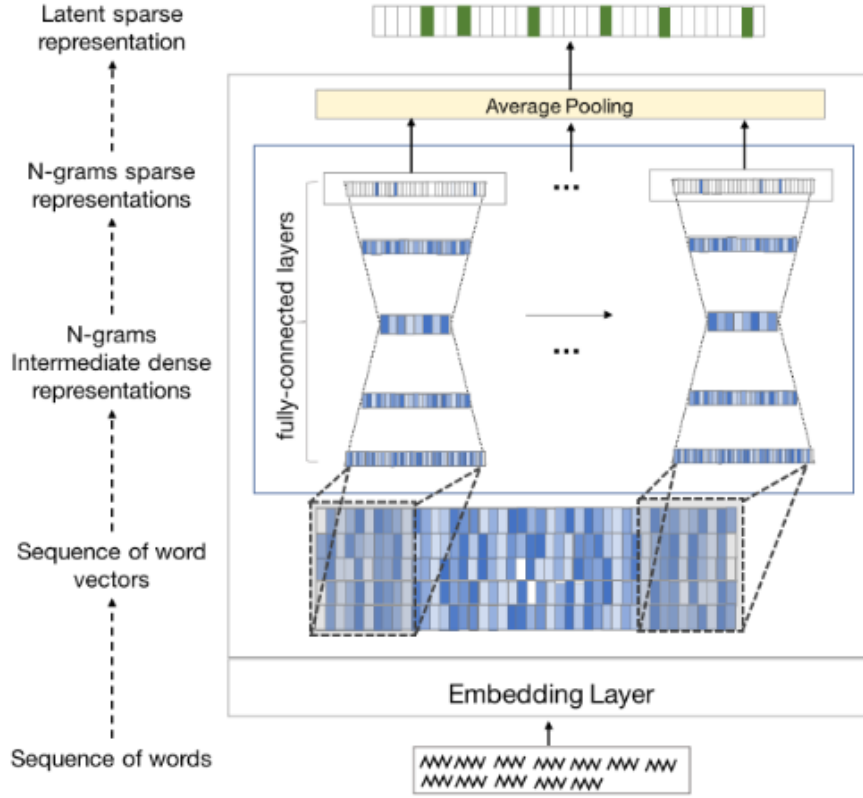 Latent sparse
representation
Average Pooling
N-grams sparse
representations
...
fully-connected layers
N-grams
Intermediate dense
representations
...
Sequence of word
vectors
Embedding Layer
Sequence of words